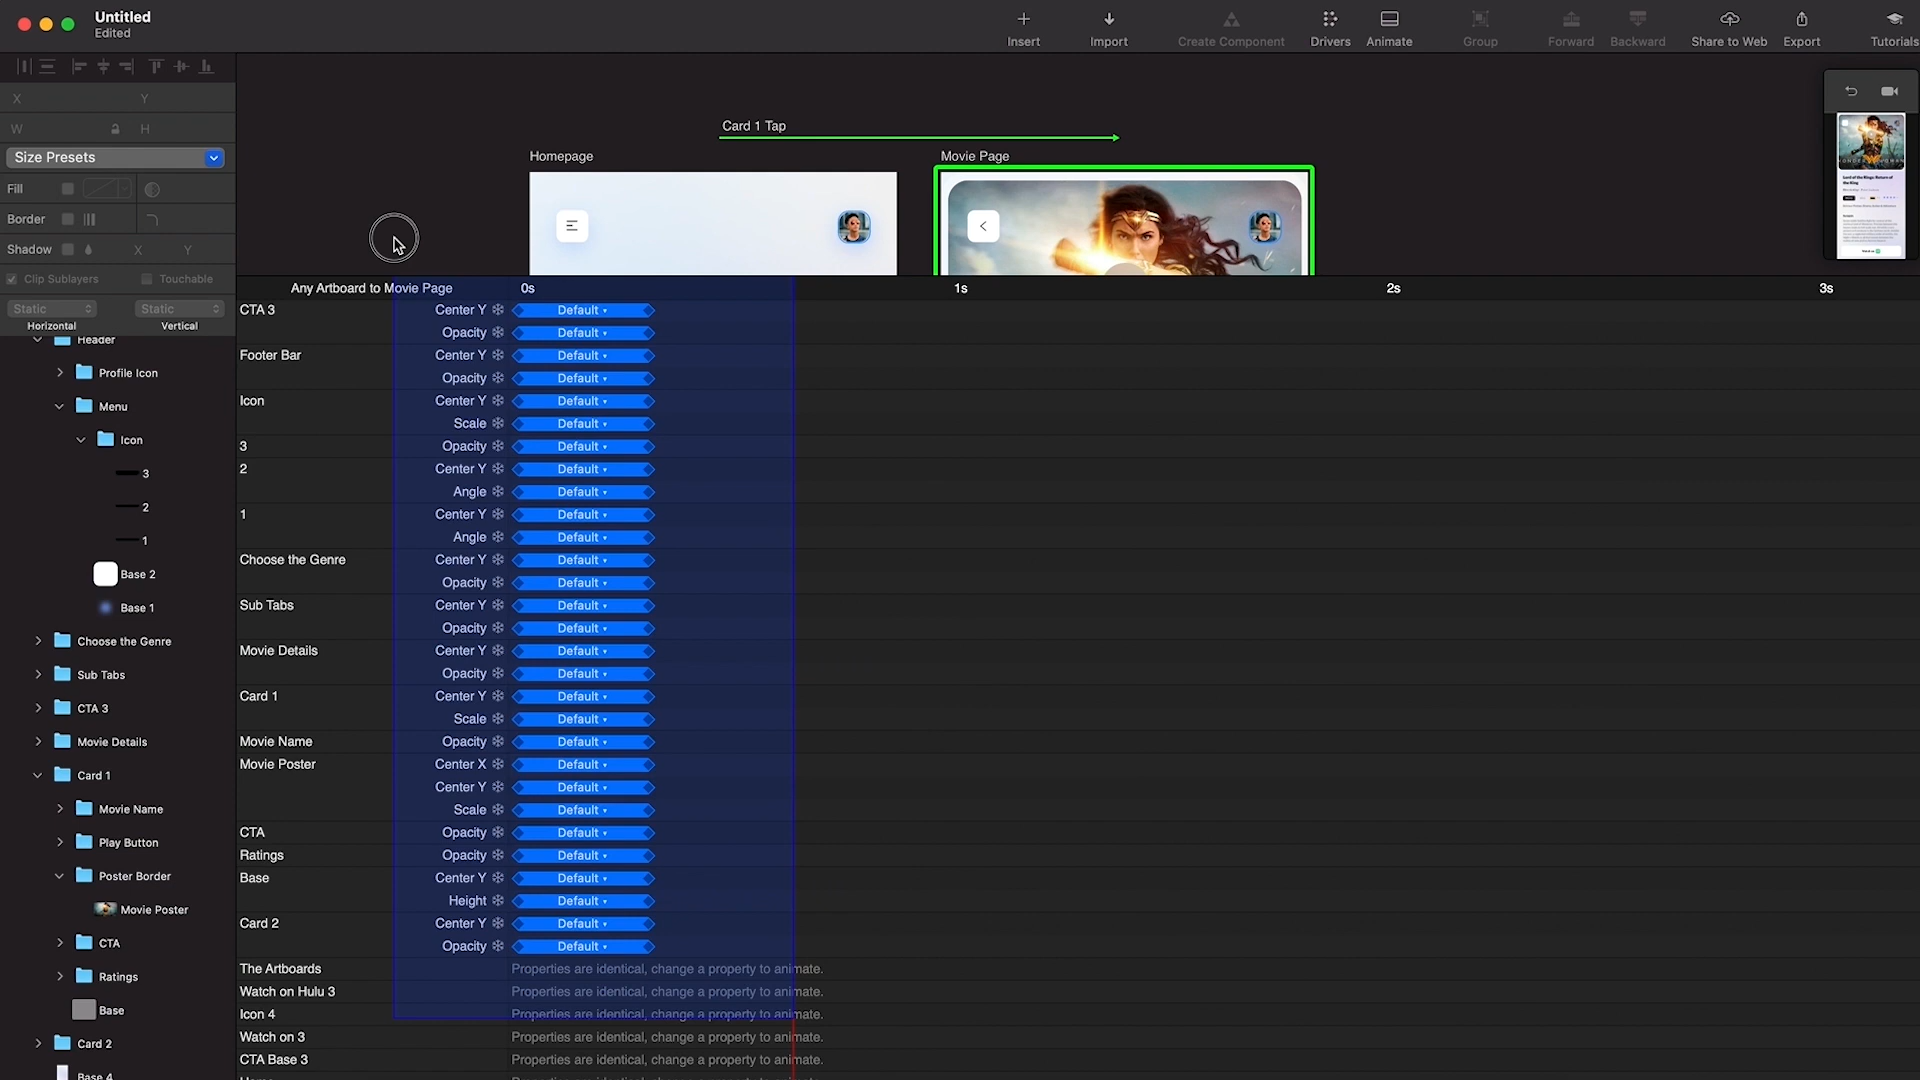 Untitled
Edited
Insert
Import
Create Component
Drivers
Animate
Group
Forward
Backward
Share to Web
Export
Tutorials
X Y
W H
Size Presets
Fill
Border
Shadow X Y
Clip Sublayers Touchable
Static Static
Horizontal Vertical
Header
Profile Icon
Menu
Icon
3
2
1
Base 2
Base 1
Choose the Genre
Sub Tabs
CTA 3
Movie Details
Card 1
Movie Name
Play Button
Poster Border
Movie Poster
CTA
Ratings
Base
Card 2
Base 4
Card 1 Tap
Homepage
Movie Page
Any Artboard to Movie Page 0s 1s 2s 3s
CTA 3 Center Y Default
Opacity Default
Footer Bar Center Y Default
Opacity Default
Icon Center Y Default
Scale Default
3 Opacity Default
2 Center Y Default
Angle Default
1 Center Y Default
Angle Default
Choose the Genre Center Y Default
Opacity Default
Sub Tabs Center Y Default
Opacity Default
Movie Details Center Y Default
Opacity Default
Card 1 Center Y Default
Scale Default
Movie Name Opacity Default
Movie Poster Center X Default
Center Y Default
Scale Default
CTA Opacity Default
Ratings Opacity Default
Base Center Y Default
Height Default
Card 2 Center Y Default
Opacity Default
The Artboards Properties are identical, change a property to animate.
Watch on Hulu 3 Properties are identical, change a property to animate.
Icon 4 Properties are identical, change a property to animate.
Watch on 3 Properties are identical, change a property to animate.
CTA Base 3 Properties are identical, change a property to animate.
WONDER WOMAN
Lord of the Rings: Return of
the King